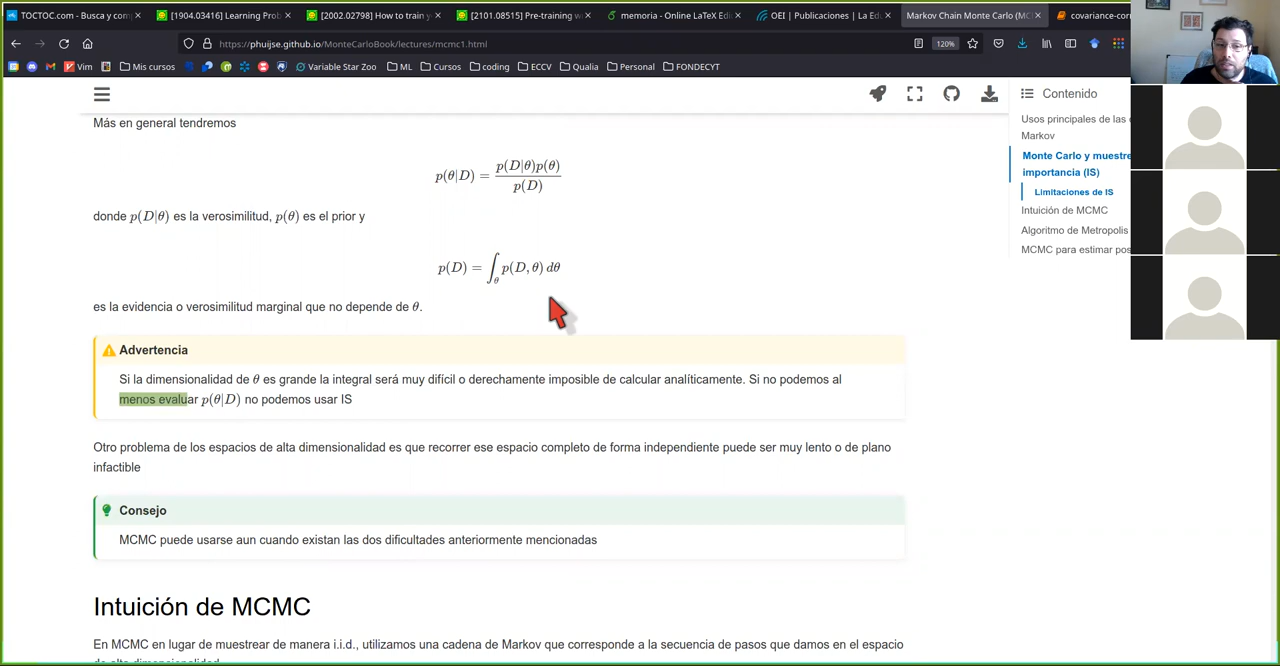 TOCTOC.com - Busca y com
[1904.03416] Learning Prob
[2002.02798] How to train y
[2101.08515] Pre-training w
memoria - Online LaTeX Edi
OEI | Publicaciones | La Edu
Markov Chain Monte Carlo (MC
covariance-corr
https://phuijse.github.io/MonteCarloBook/lectures/mcmc1.html
120%
Vim
Mis cursos
Variable Star Zoo
ML
Cursos
coding
ECCV
Qualia
Personal
FONDECYT
Contenido
Usos principales de las
Markov
Monte Carlo y muestre
importancia (IS)
Limitaciones de IS
Intuición de MCMC
Algoritmo de Metropolis
MCMC para estimar pos
Más en general tendremos
p(θ|D) = p(D|θ)p(θ) / p(D)
donde p(D|θ) es la verosimilitud, p(θ) es el prior y
p(D) = ∫θ p(D, θ) dθ
es la evidencia o verosimilitud marginal que no depende de θ.
Advertencia
Si la dimensionalidad de θ es grande la integral será muy difícil o derechamente imposible de calcular analíticamente. Si no podemos al
menos evaluar p(θ|D) no podemos usar IS
Otro problema de los espacios de alta dimensionalidad es que recorrer ese espacio completo de forma independiente puede ser muy lento o de plano
infactible
Consejo
MCMC puede usarse aun cuando existan las dos dificultades anteriormente mencionadas
Intuición de MCMC
En MCMC en lugar de muestrear de manera i.i.d., utilizamos una cadena de Markov que corresponde a la secuencia de pasos que damos en el espacio
de alta dimensionalidad